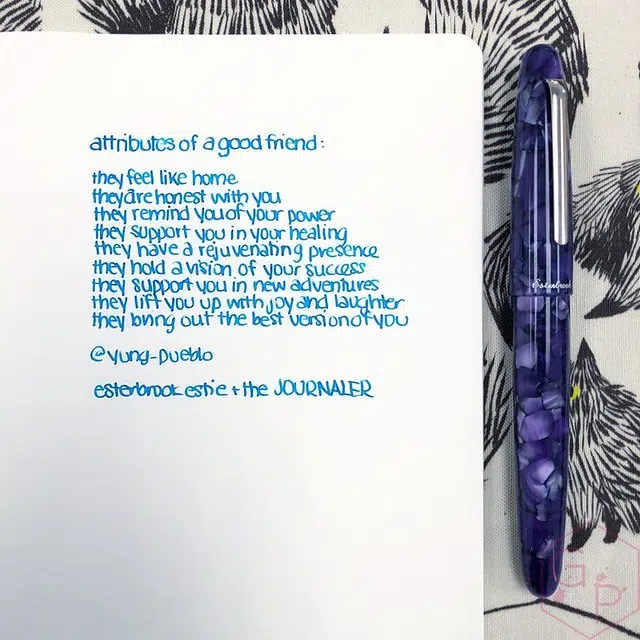 attributes of a good friend:
they feel like home
they are honest with you
they remind you of your power
they support you in your healing
they have a rejuvenating presence
they hold a vision of your success
they support you in new adventures
they lift you up with joy and laughter
they bring out the best version of you
@yung-pueblo
esterbrook estie + the JOURNALER
Esterbrook
G P